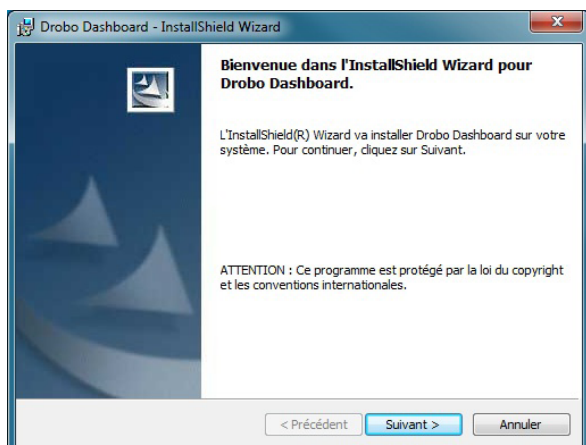 Drobo Dashboard - InstallShield Wizard
Bienvenue dans l'InstallShield Wizard pour
Drobo Dashboard.
L'InstallShield(R) Wizard va installer Drobo Dashboard sur votre
système. Pour continuer, cliquez sur Suivant.
ATTENTION : Ce programme est protégé par la loi du copyright
et les conventions internationales.
< Précédent Suivant > Annuler